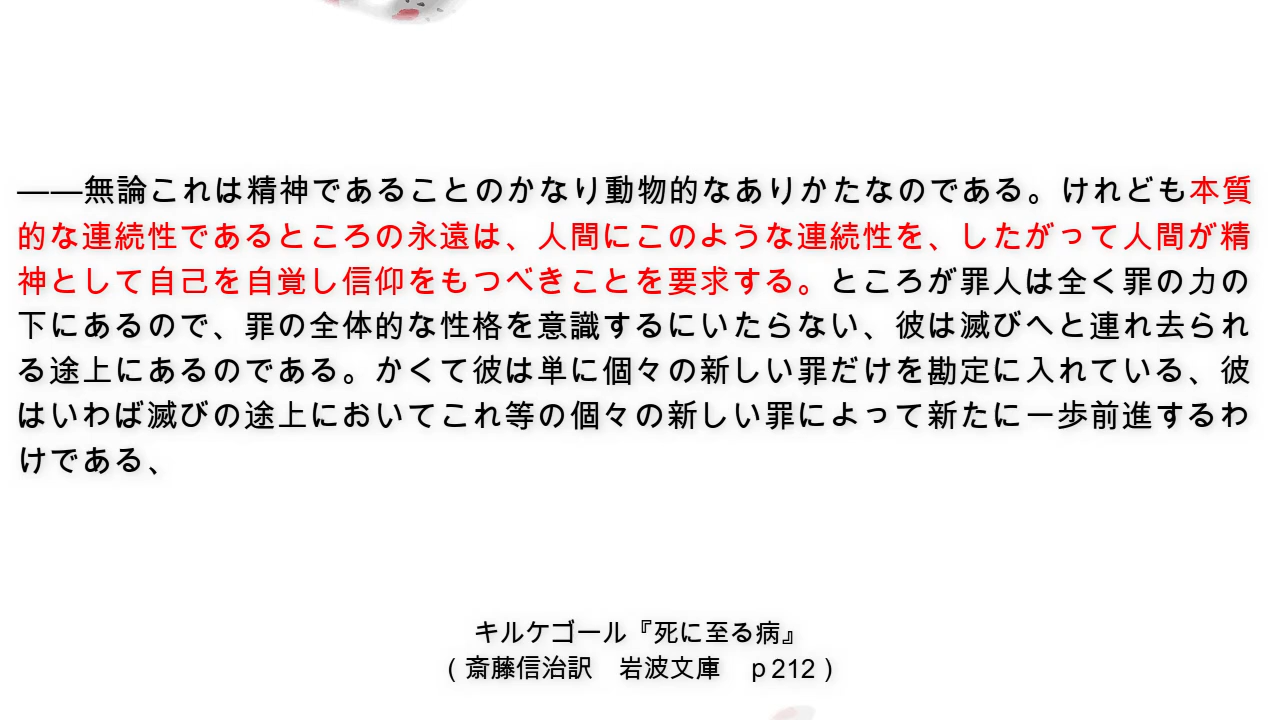 ――無論これは精神であることのかなり動物的なありかたなのである。けれども本質
的な連続性であるところの永遠は、人間にこのような連続性を、したがって人間が精
神として自己を自覚し信仰をもつべきことを要求する。ところが罪人は全く罪の力の
下にあるので、罪の全体的な性格を意識するにいたらない、彼は滅びへと連れ去られ
る途上にあるのである。かくて彼は単に個々の新しい罪だけを勘定に入れている、彼
はいわば滅びの途上においてこれ等の個々の新しい罪によって新たに一歩前進するわ
けである、
キルケゴール『死に至る病』
(斎藤信治訳　岩波文庫　p212)